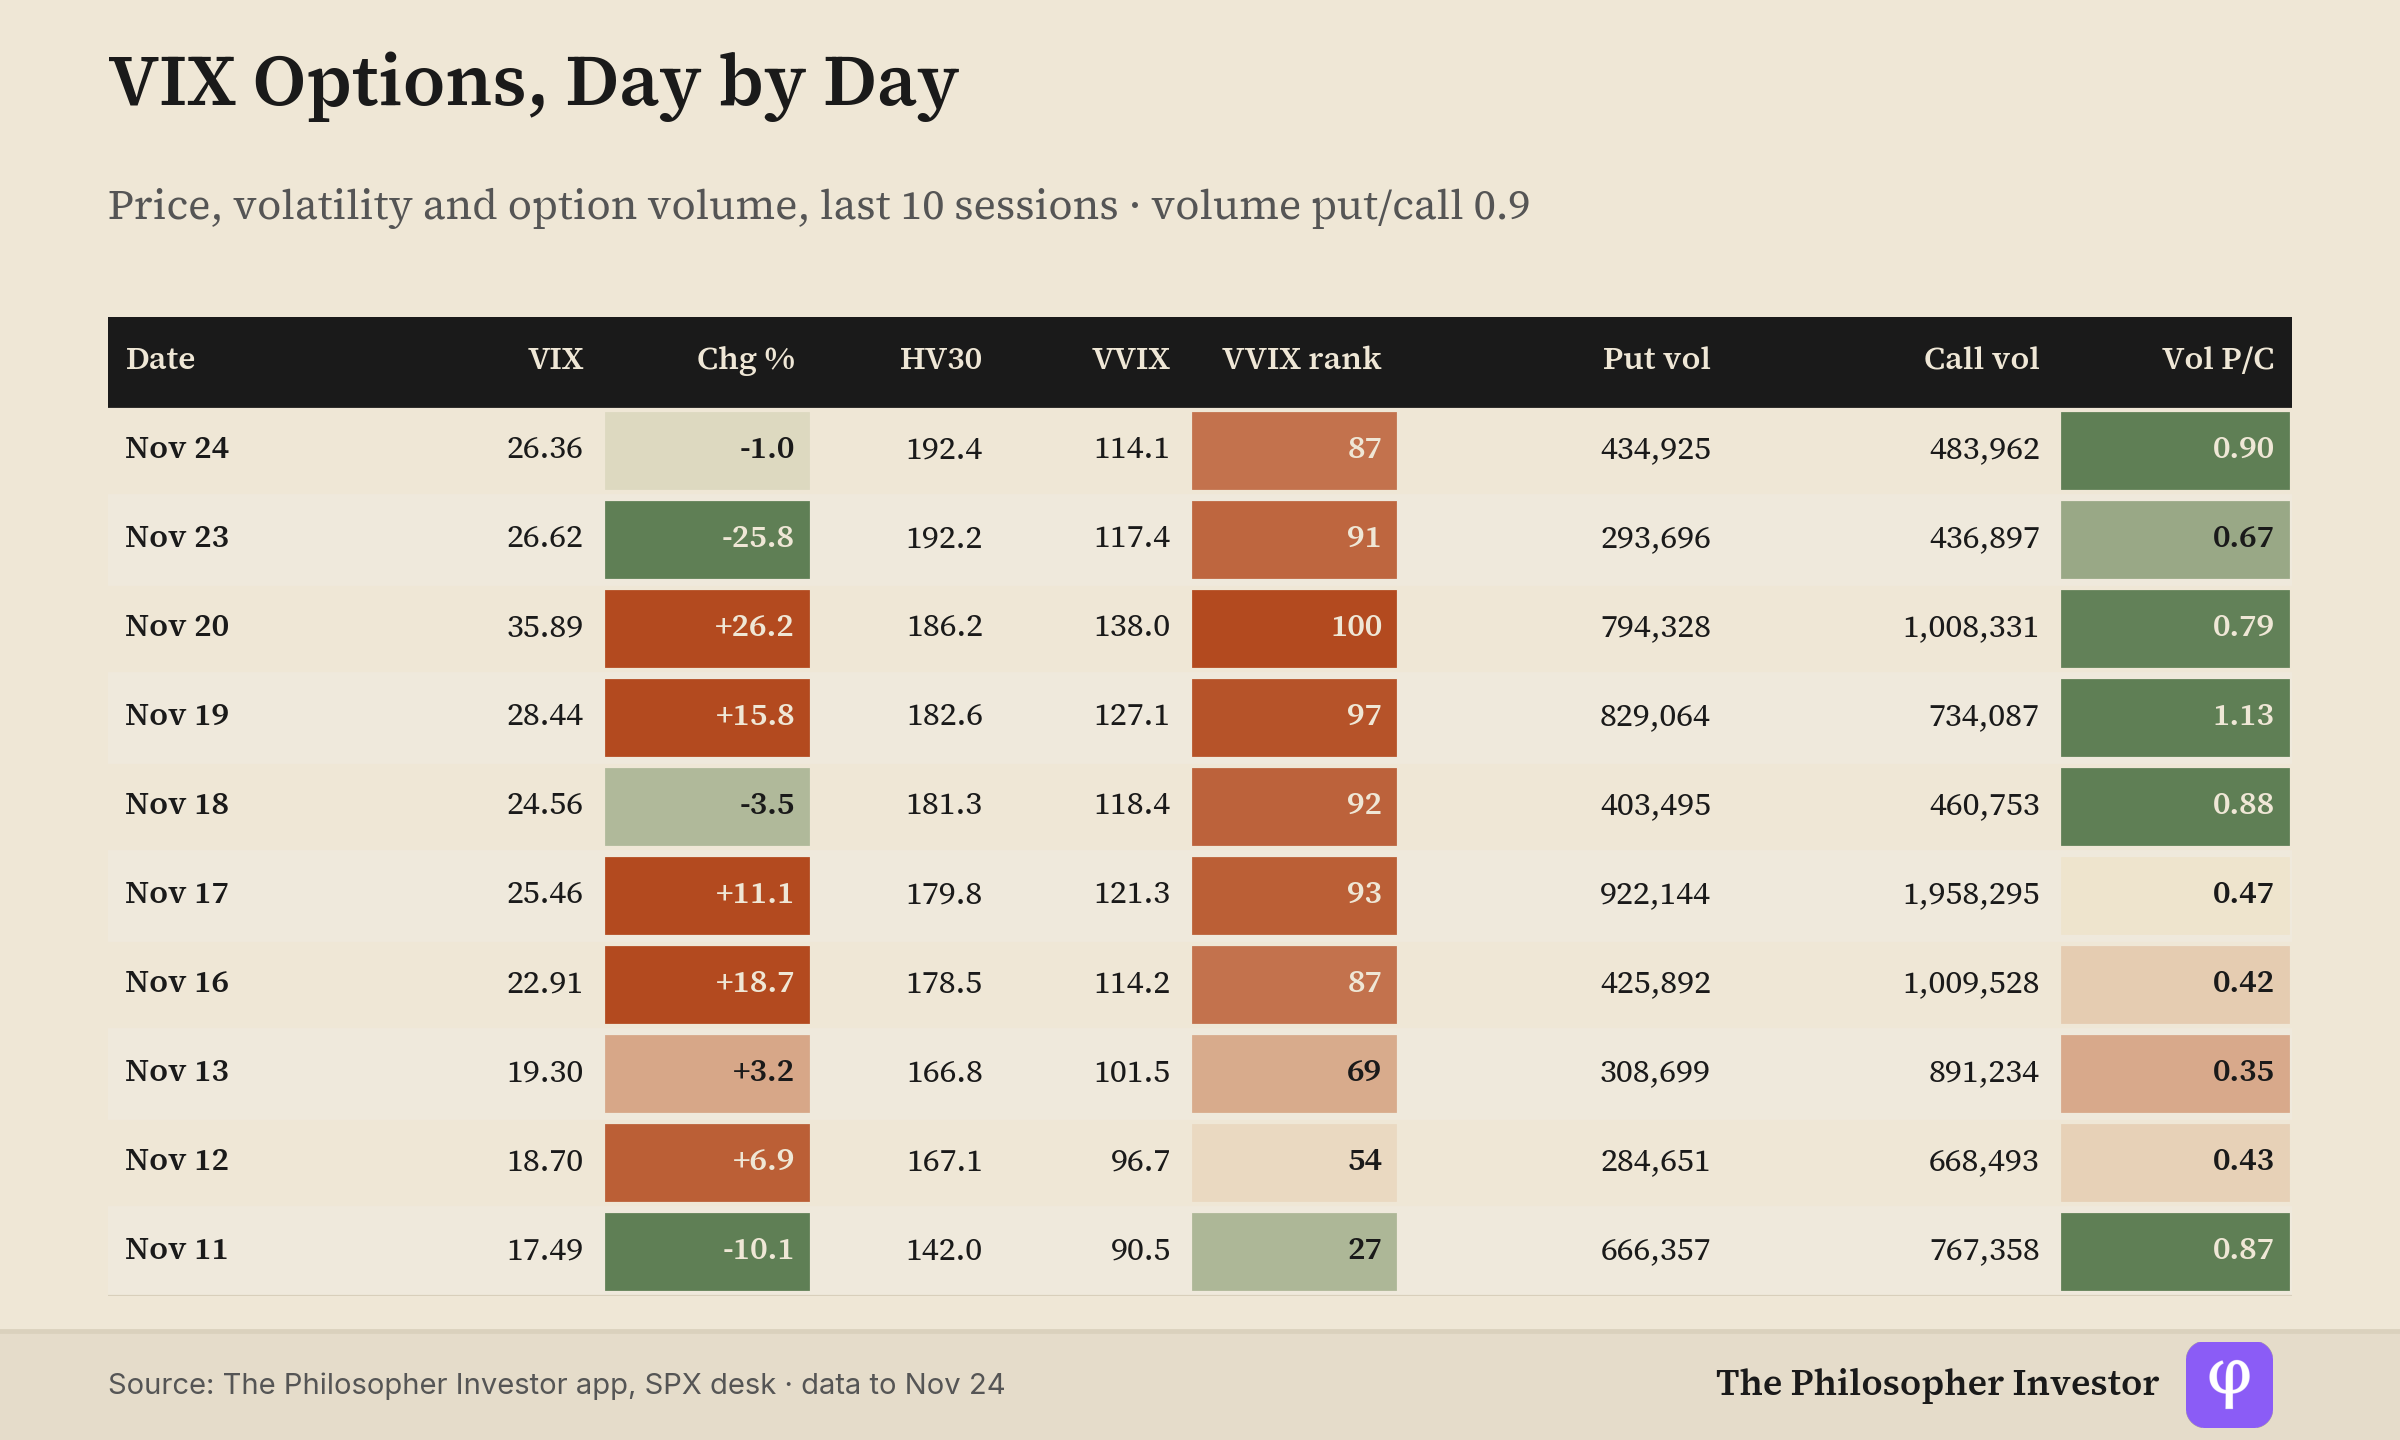 VIX Options, Day by Day
Price, volatility and option volume, last 10 sessions · volume put/call 0.9
Date VIX Chg % HV30 VVIX VVIX rank Put vol Call vol Vol P/C
Nov 24 26.36 -1.0 192.4 114.1 87 434,925 483,962 0.90
Nov 23 26.62 -25.8 192.2 117.4 91 293,696 436,897 0.67
Nov 20 35.89 +26.2 186.2 138.0 100 794,328 1,008,331 0.79
Nov 19 28.44 +15.8 182.6 127.1 97 829,064 734,087 1.13
Nov 18 24.56 -3.5 181.3 118.4 92 403,495 460,753 0.88
Nov 17 25.46 +11.1 179.8 121.3 93 922,144 1,958,295 0.47
Nov 16 22.91 +18.7 178.5 114.2 87 425,892 1,009,528 0.42
Nov 13 19.30 +3.2 166.8 101.5 69 308,699 891,234 0.35
Nov 12 18.70 +6.9 167.1 96.7 54 284,651 668,493 0.43
Nov 11 17.49 -10.1 142.0 90.5 27 666,357 767,358 0.87
Source: The Philosopher Investor app, SPX desk · data to Nov 24
The Philosopher Investor φ